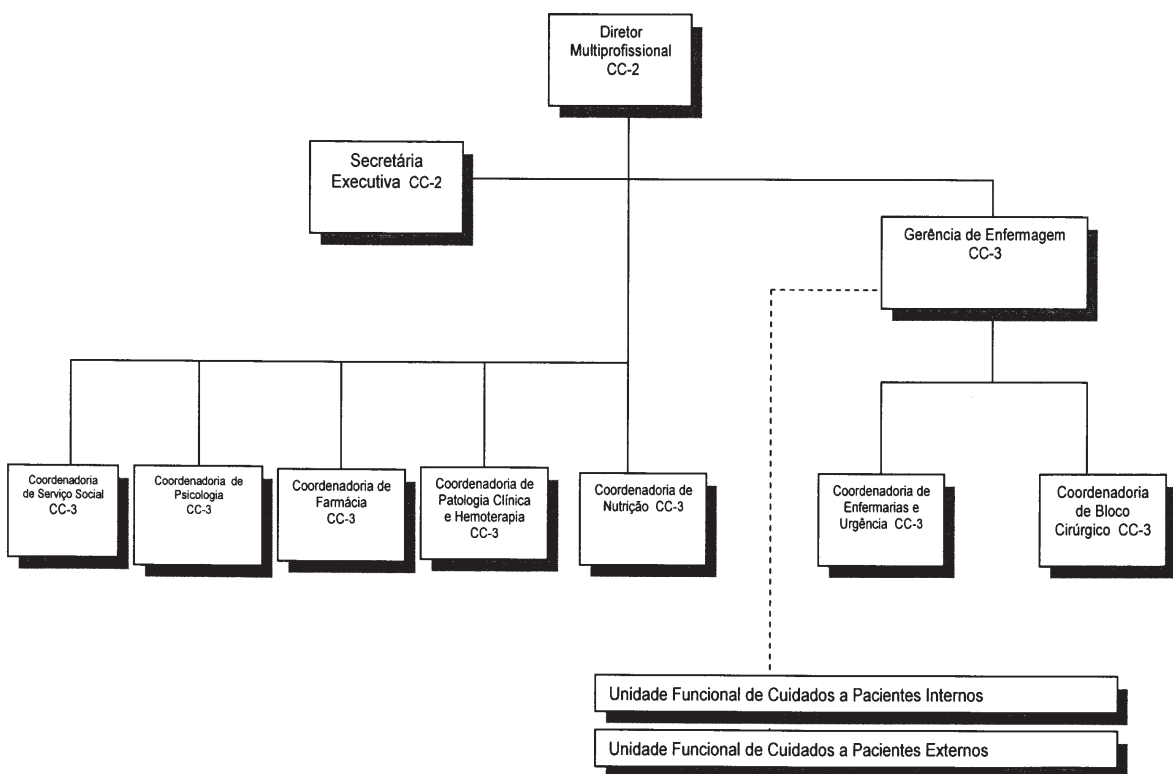 Diretor
Multiprofissional
CC-2
Secretária
Executiva CC-2
Gerência de Enfermagem
CC-3
Coordenadoria
de Serviço Social
CC-3
Coordenadoria de
Psicologia
CC-3
Coordenadoria de
Farmácia
CC-3
Coordenadoria de
Patologia Clínica
e Hemoterapia
CC-3
Coordenadoria de
Nutrição CC-3
Coordenadoria de
Enfermarias e
Urgência CC-3
Coordenadoria
de Bloco
Cirúrgico CC-3
Unidade Funcional de Cuidados a Pacientes Internos
Unidade Funcional de Cuidados a Pacientes Externos